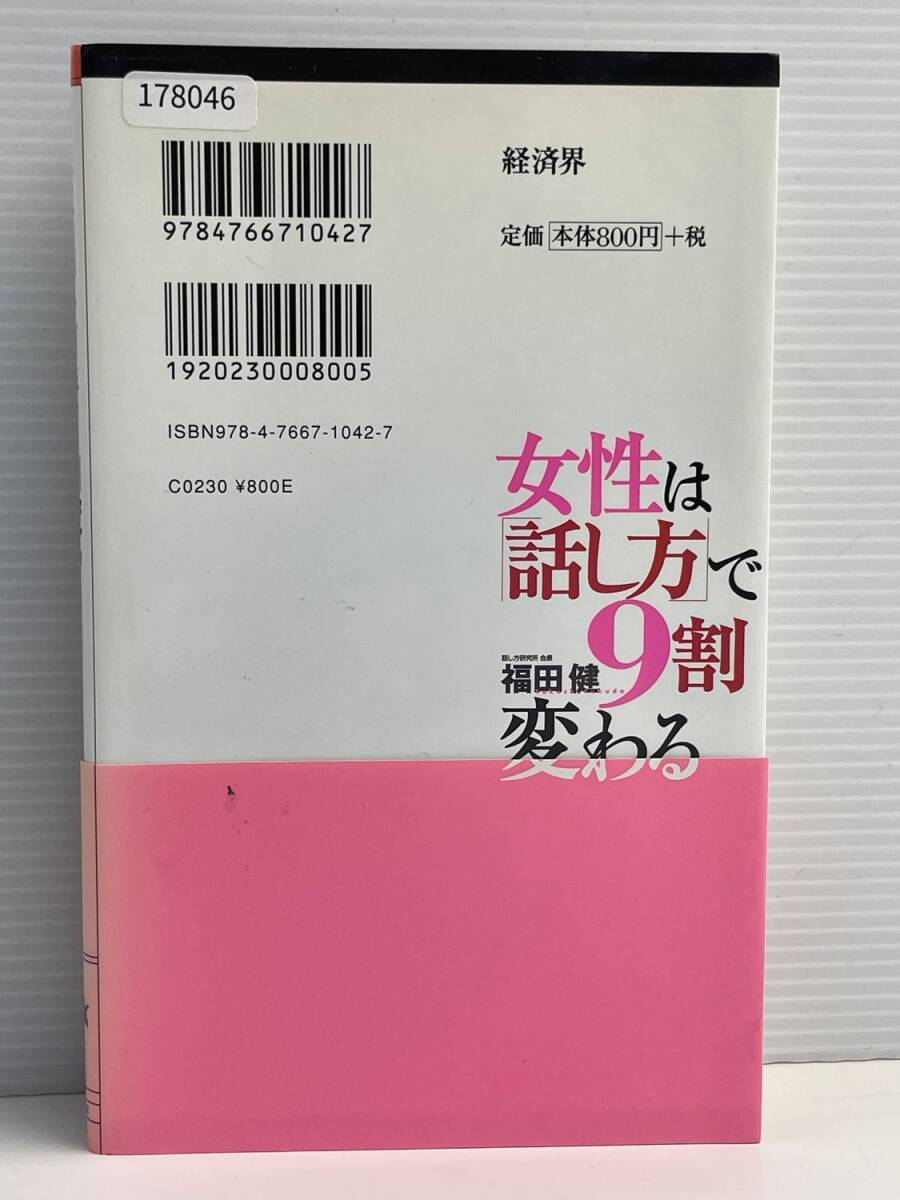 178046
9784766710427
1920230008005
ISBN978-4-7667-1042-7
C0230 ¥800E
経済界
定価 本体800円 +税
女性は
「話し方」で
9割
変わる
話し方研究所 会長
福田 健